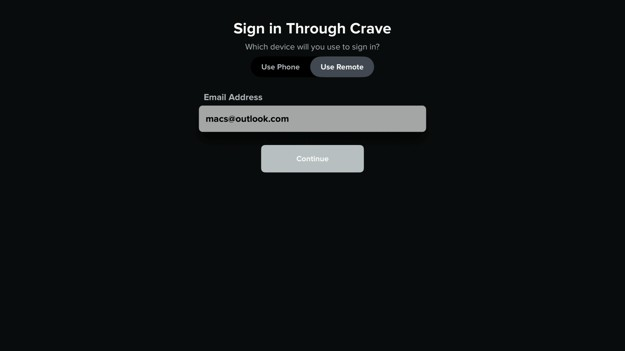 Sign in Through Crave
Which device will you use to sign in?
Use Phone
Use Remote
Email Address
macs@outlook.com
Continue